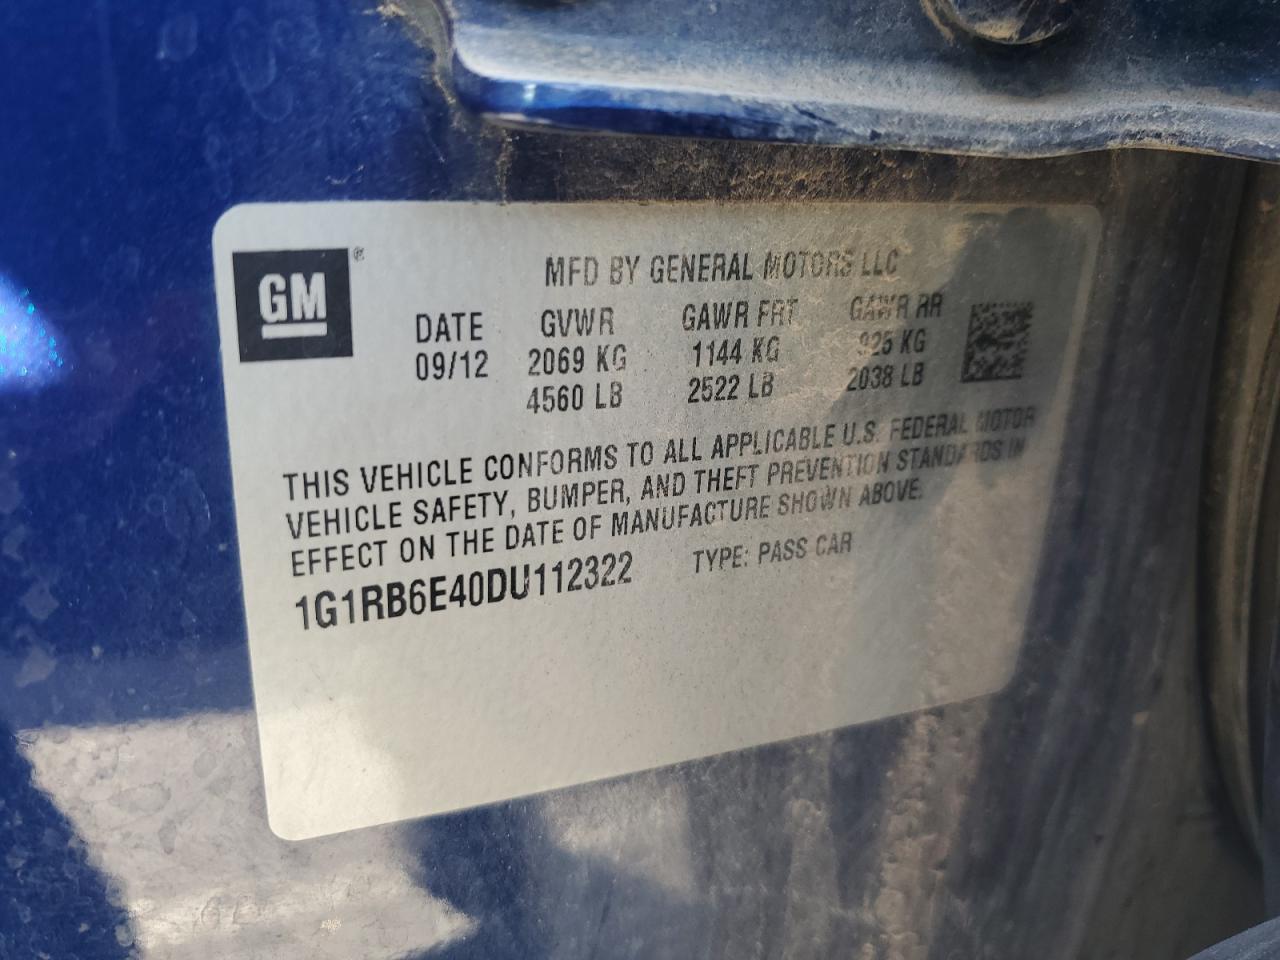 GM®
MFD BY GENERAL MOTORS LLC
DATE GVWR GAWR FRT GAWR RR
09/12 2069 KG 1144 KG 925 KG
4560 LB 2522 LB 2038 LB
THIS VEHICLE CONFORMS TO ALL APPLICABLE U.S. FEDERAL MOTOR
VEHICLE SAFETY, BUMPER, AND THEFT PREVENTION STANDARDS IN
EFFECT ON THE DATE OF MANUFACTURE SHOWN ABOVE.
1G1RB6E40DU112322 TYPE: PASS CAR